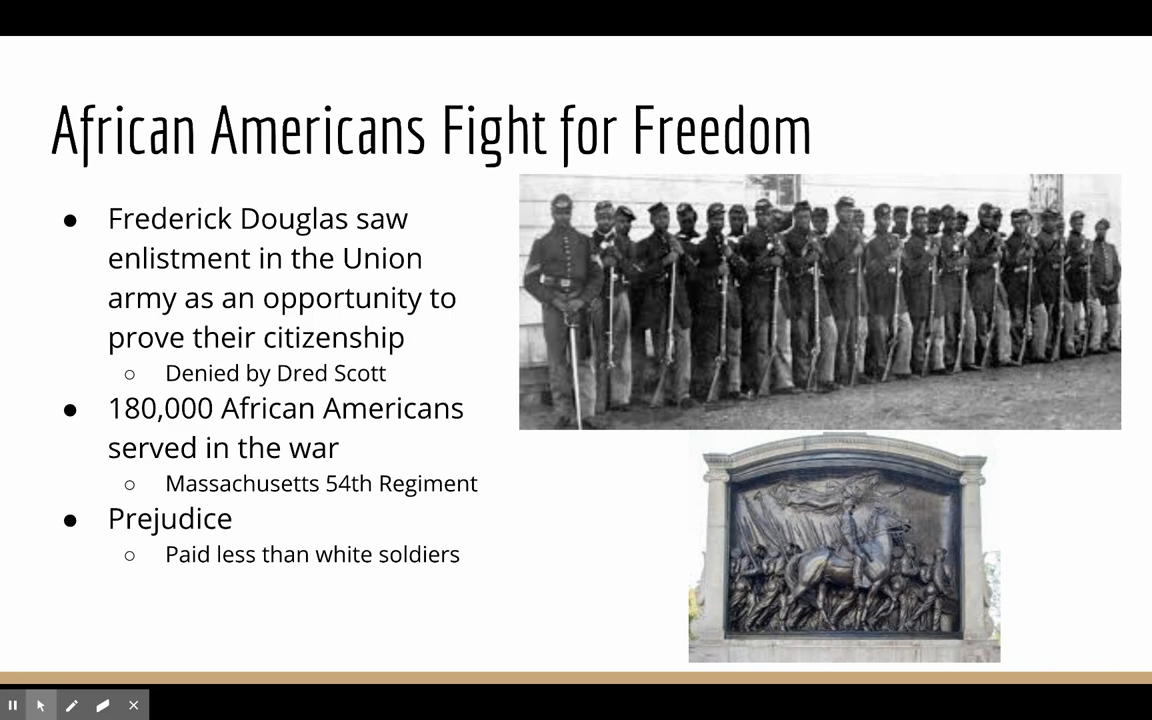 African Americans Fight for Freedom
● Frederick Douglas saw
enlistment in the Union
army as an opportunity to
prove their citizenship
○ Denied by Dred Scott
● 180,000 African Americans
served in the war
○ Massachusetts 54th Regiment
● Prejudice
○ Paid less than white soldiers